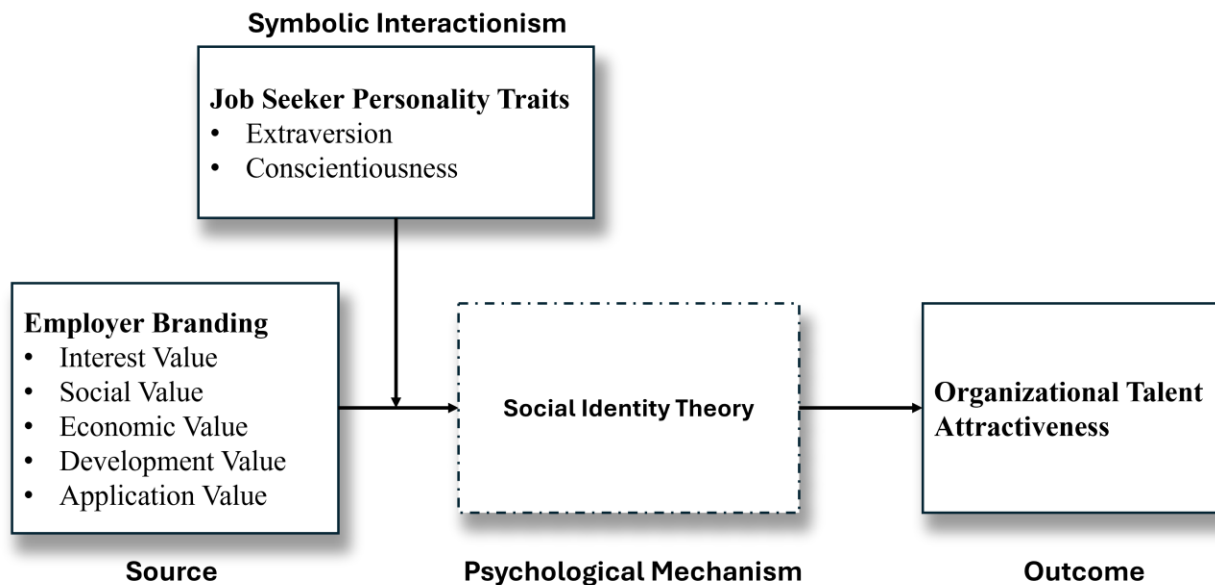 Symbolic Interactionism
Job Seeker Personality Traits
• Extraversion
• Conscientiousness
Employer Branding
• Interest Value
• Social Value
• Economic Value
• Development Value
• Application Value
Social Identity Theory
Organizational Talent
Attractiveness
Source
Psychological Mechanism
Outcome